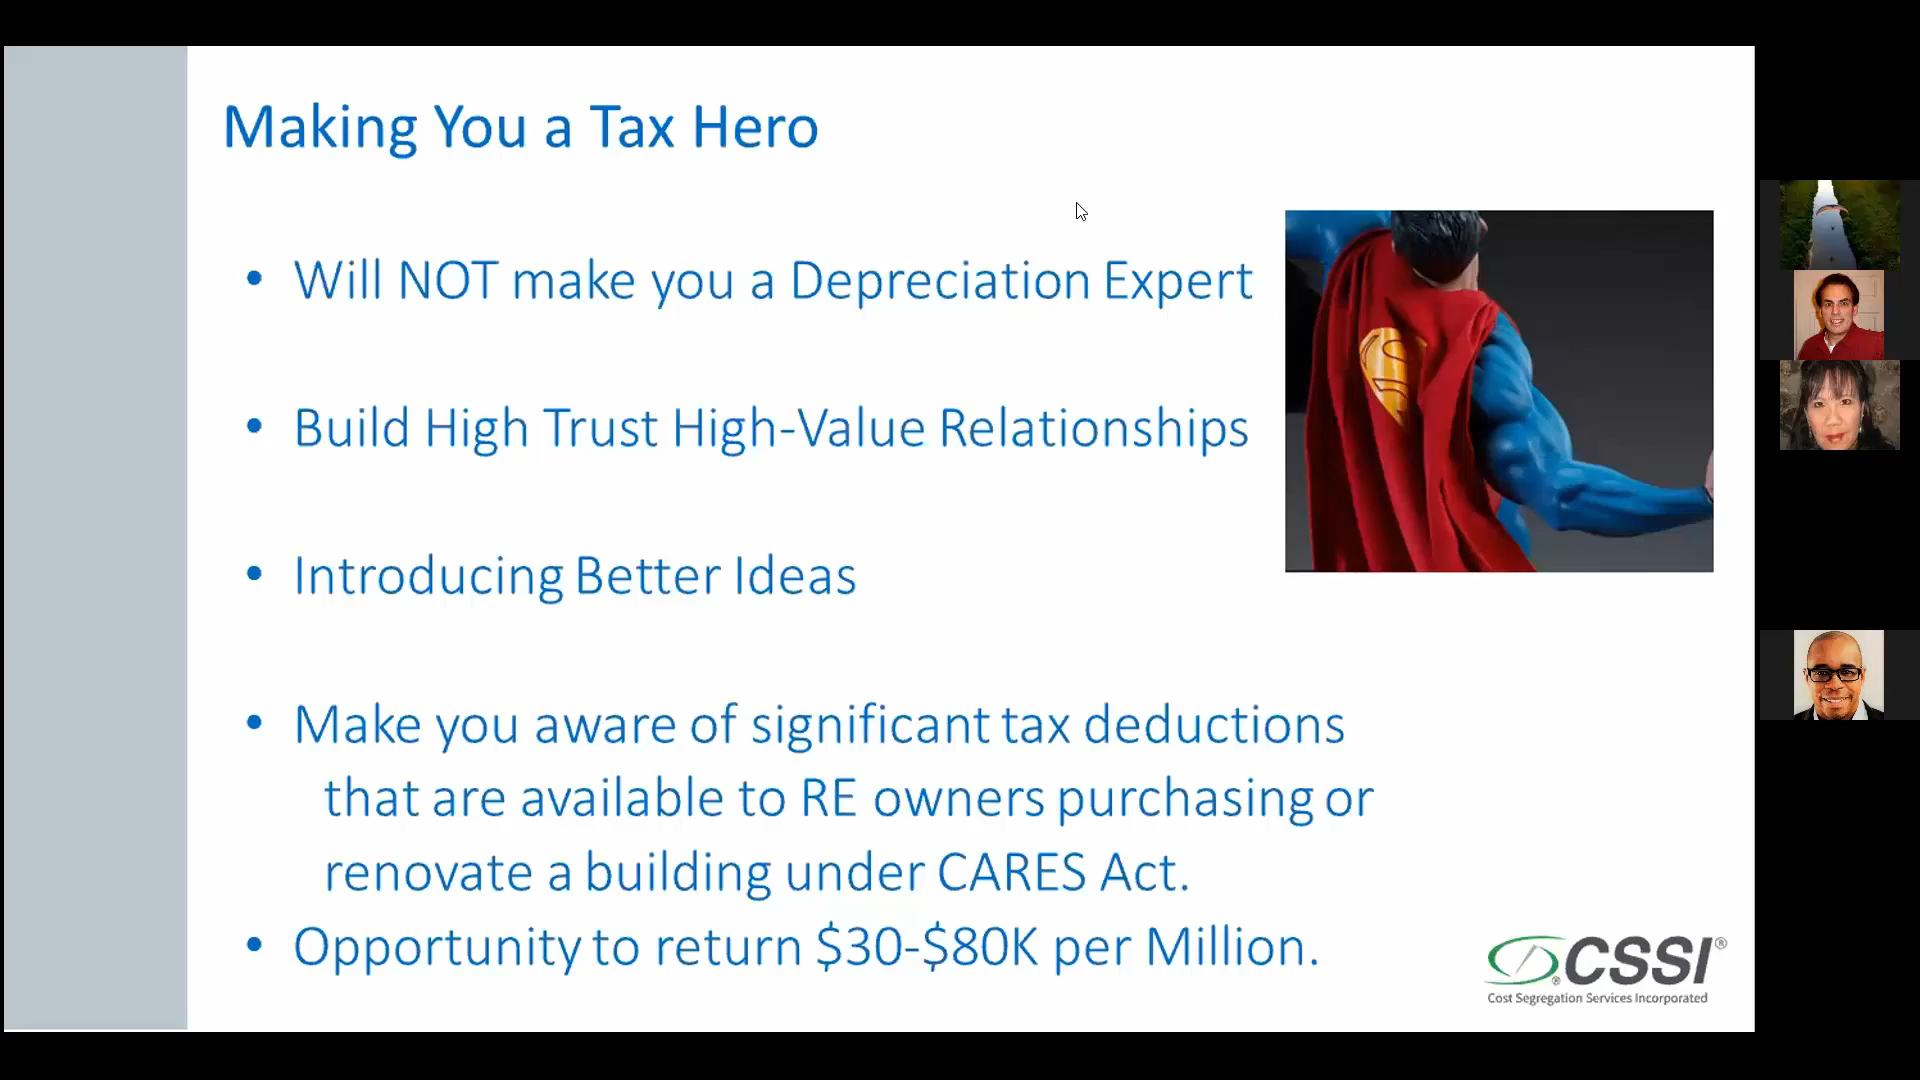 Making You a Tax Hero
• Will NOT make you a Depreciation Expert
• Build High Trust High-Value Relationships
• Introducing Better Ideas
• Make you aware of significant tax deductions
that are available to RE owners purchasing or
renovate a building under CARES Act.
• Opportunity to return $30-$80K per Million.
CSSI®
Cost Segregation Services Incorporated